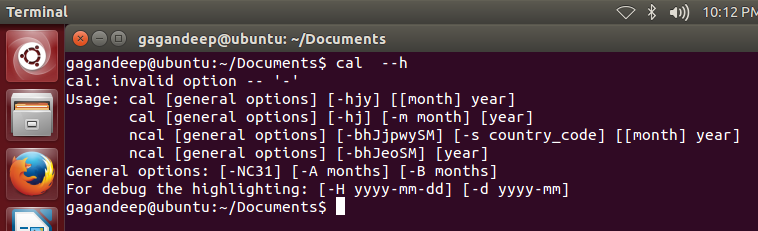 Terminal
10:12 PM
gagandeep@ubuntu: ~/Documents
gagandeep@ubuntu:~/Documents$ cal  --h
cal: invalid option -- '-'
Usage: cal [general options] [-hjy] [[month] year]
       cal [general options] [-hj] [-m month] [year]
       ncal [general options] [-bhJjpwySM] [-s country_code] [[month] year]
       ncal [general options] [-bhJeoSM] [year]
General options: [-NC31] [-A months] [-B months]
For debug the highlighting: [-H yyyy-mm-dd] [-d yyyy-mm]
gagandeep@ubuntu:~/Documents$